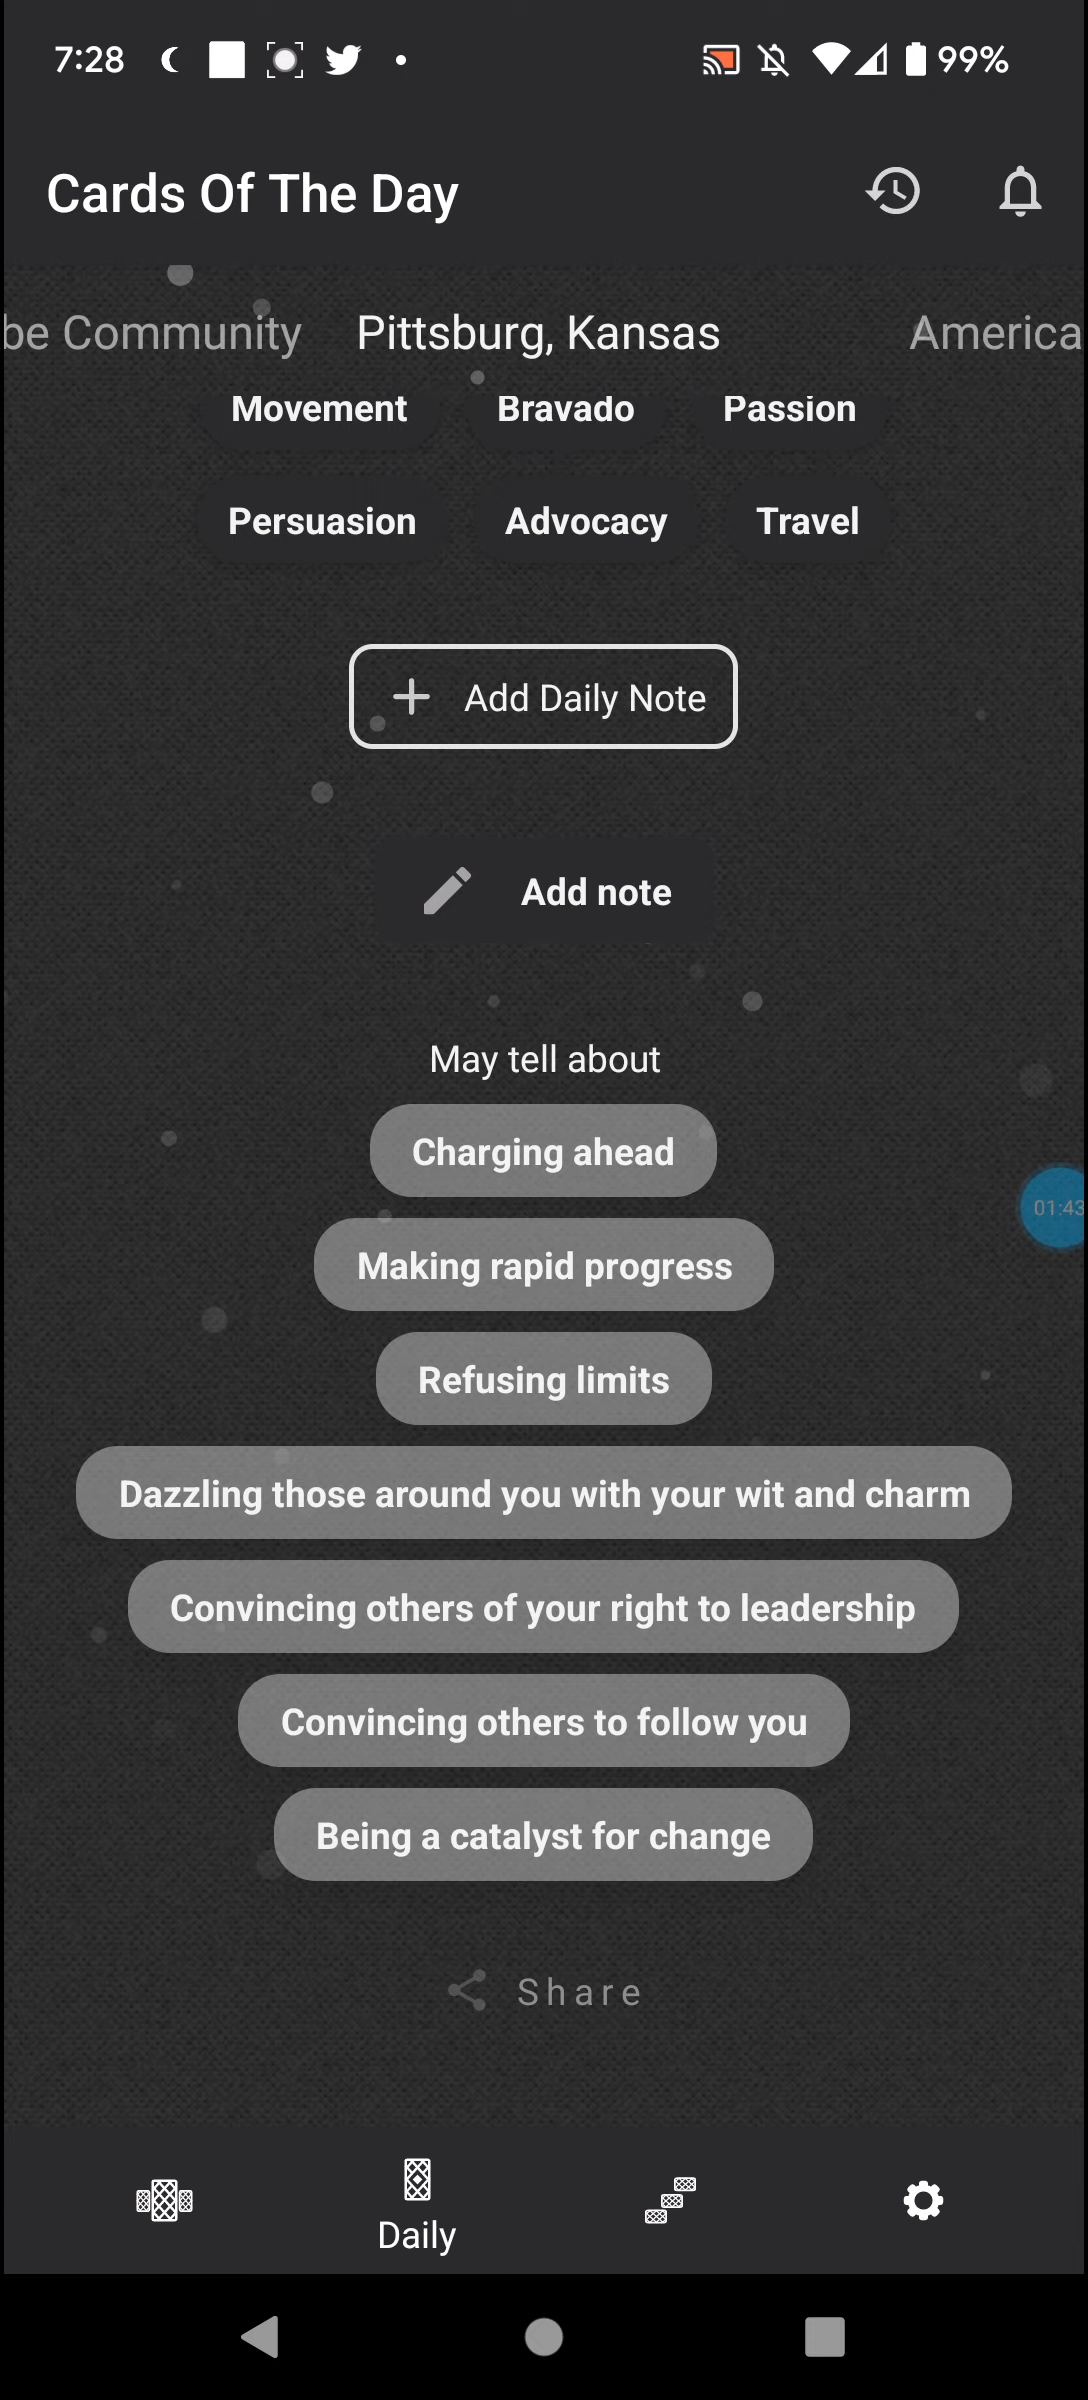 7:28 99%
Cards Of The Day
be Community Pittsburg, Kansas America
Movement Bravado Passion
Persuasion Advocacy Travel
Add Daily Note
Add note
May tell about
Charging ahead
01:43
Making rapid progress
Refusing limits
Dazzling those around you with your wit and charm
Convincing others of your right to leadership
Convincing others to follow you
Being a catalyst for change
Share
Daily